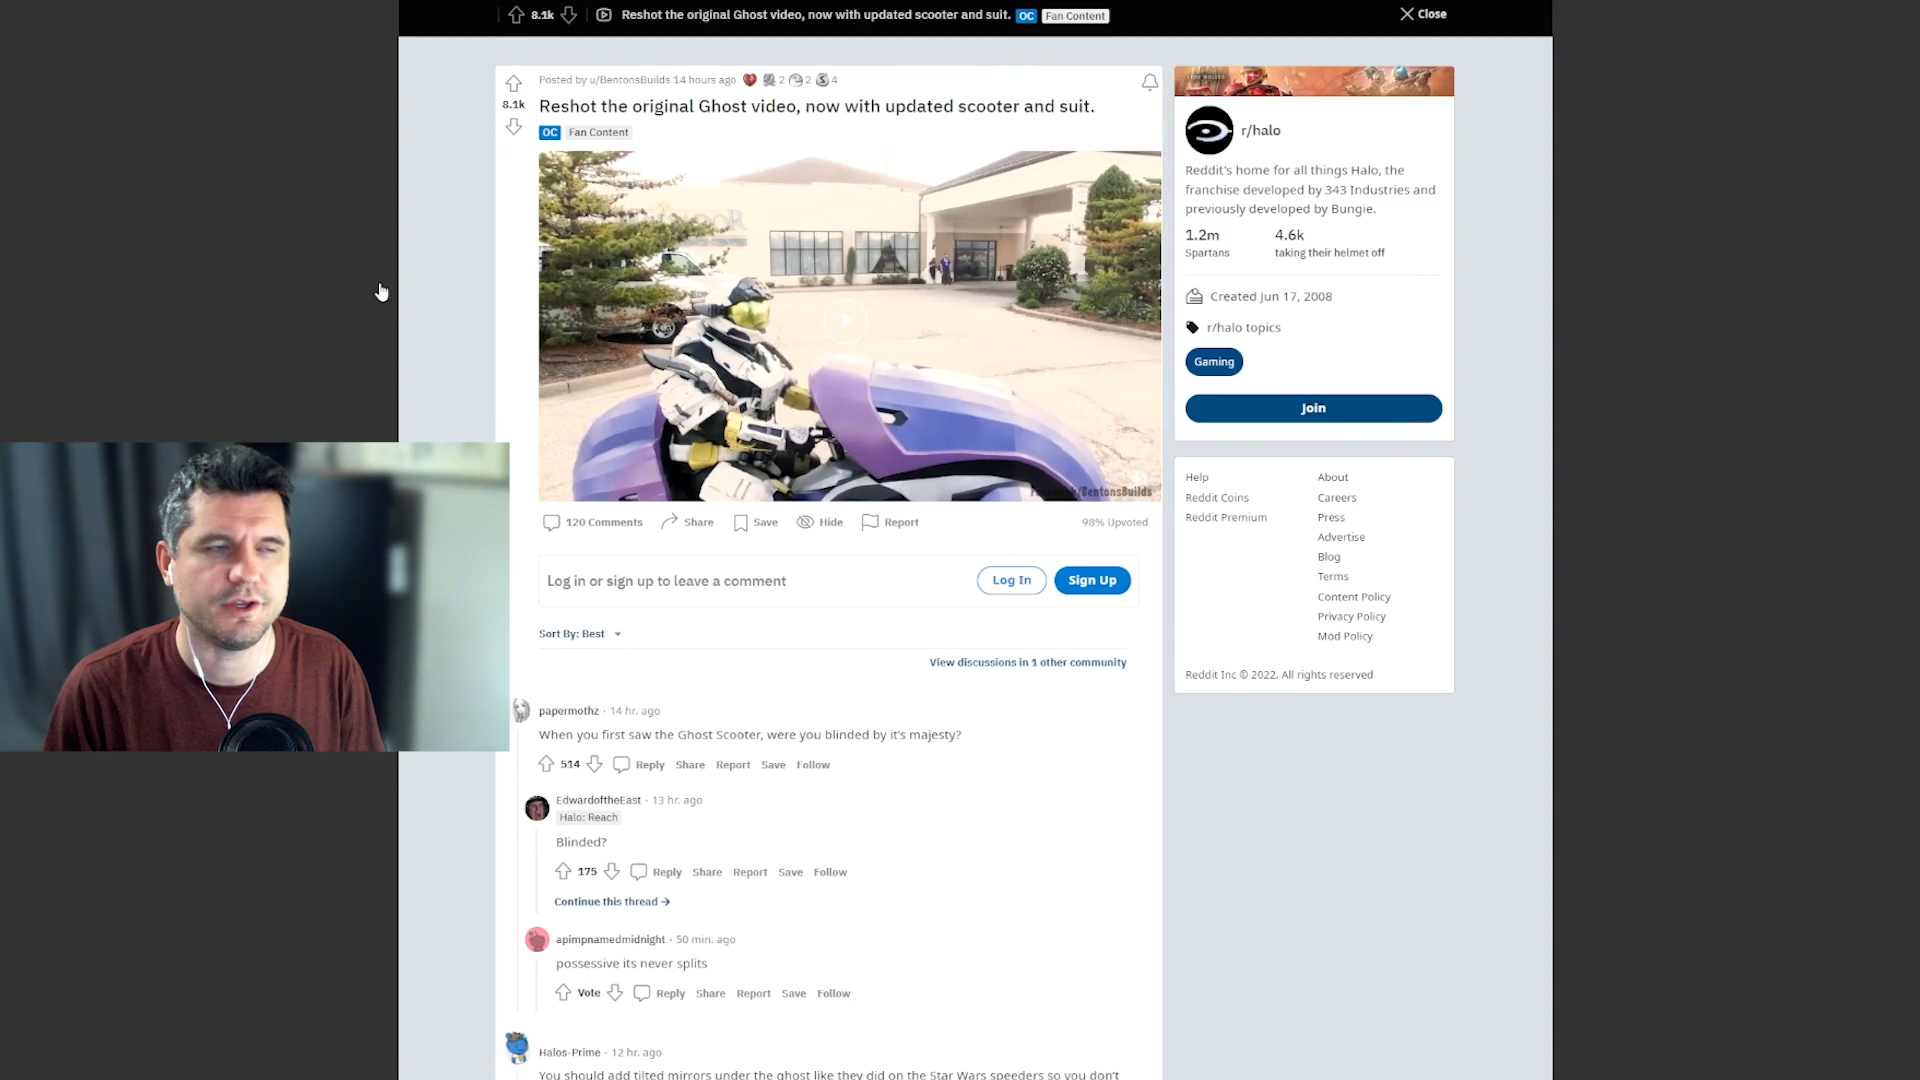 8.1k Reshot the original Ghost video, now with updated scooter and suit. OC Fan Content Close
Posted by u/BentonsBuilds 14 hours ago 2 2 4
8.1k
Reshot the original Ghost video, now with updated scooter and suit.
OC Fan Content
/BentonsBuilds
120 Comments Share Save Hide Report 98% Upvoted
Log in or sign up to leave a comment Log In Sign Up
Sort By: Best
View discussions in 1 other community
papermothz · 14 hr. ago
When you first saw the Ghost Scooter, were you blinded by it's majesty?
514 Reply Share Report Save Follow
EdwardoftheEast · 13 hr. ago
Halo: Reach
Blinded?
175 Reply Share Report Save Follow
Continue this thread →
apimpnamedmidnight · 50 min. ago
possessive its never splits
Vote Reply Share Report Save Follow
Halos-Prime · 12 hr. ago
You should add tilted mirrors under the ghost like they did on the Star Wars speeders so you don't
r/halo
Reddit's home for all things Halo, the
franchise developed by 343 Industries and
previously developed by Bungie.
1.2m 4.6k
Spartans taking their helmet off
Created Jun 17, 2008
r/halo topics
Gaming
Join
Help About
Reddit Coins Careers
Reddit Premium Press
Advertise
Blog
Terms
Content Policy
Privacy Policy
Mod Policy
Reddit Inc © 2022. All rights reserved